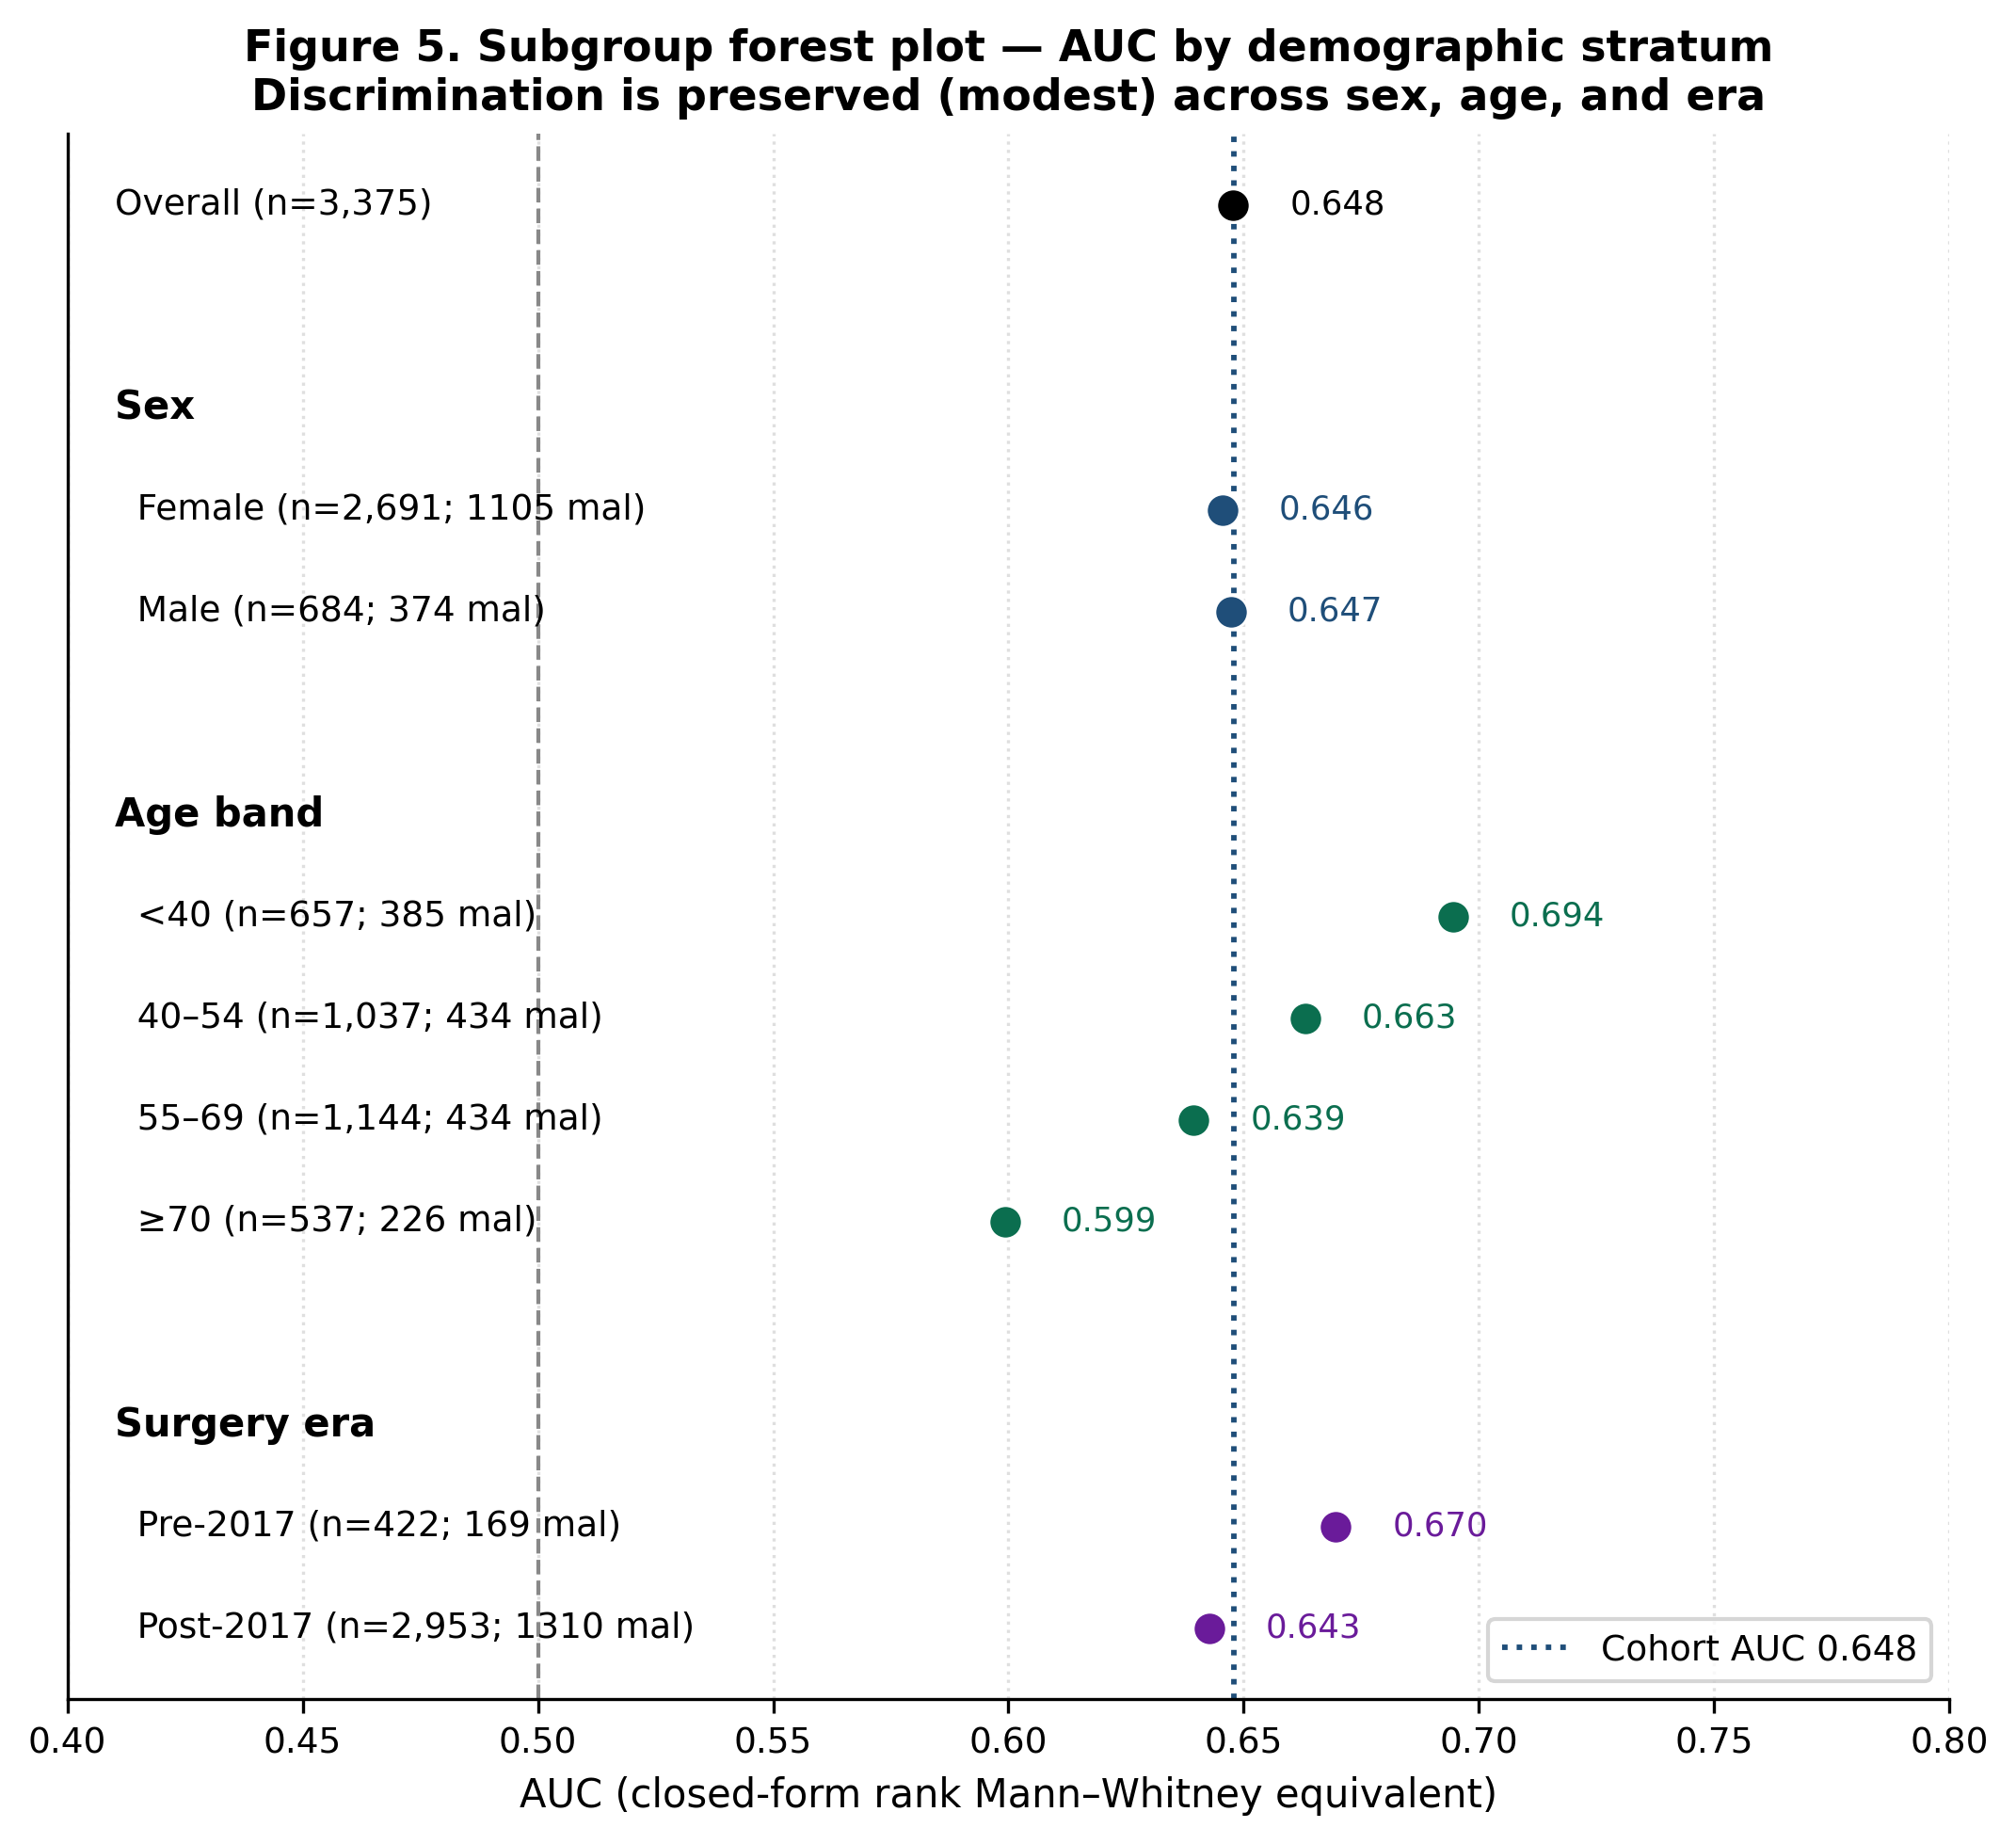 Figure 5. Subgroup forest plot — AUC by demographic stratum
Discrimination is preserved (modest) across sex, age, and era
Overall (n=3,375)
0.648
Sex
Female (n=2,691; 1105 mal)
0.646
Male (n=684; 374 mal)
0.647
Age band
<40 (n=657; 385 mal)
0.694
40–54 (n=1,037; 434 mal)
0.663
55–69 (n=1,144; 434 mal)
0.639
≥70 (n=537; 226 mal)
0.599
Surgery era
Pre-2017 (n=422; 169 mal)
0.670
Post-2017 (n=2,953; 1310 mal)
0.643
Cohort AUC 0.648
0.40 0.45 0.50 0.55 0.60 0.65 0.70 0.75 0.80
AUC (closed-form rank Mann–Whitney equivalent)